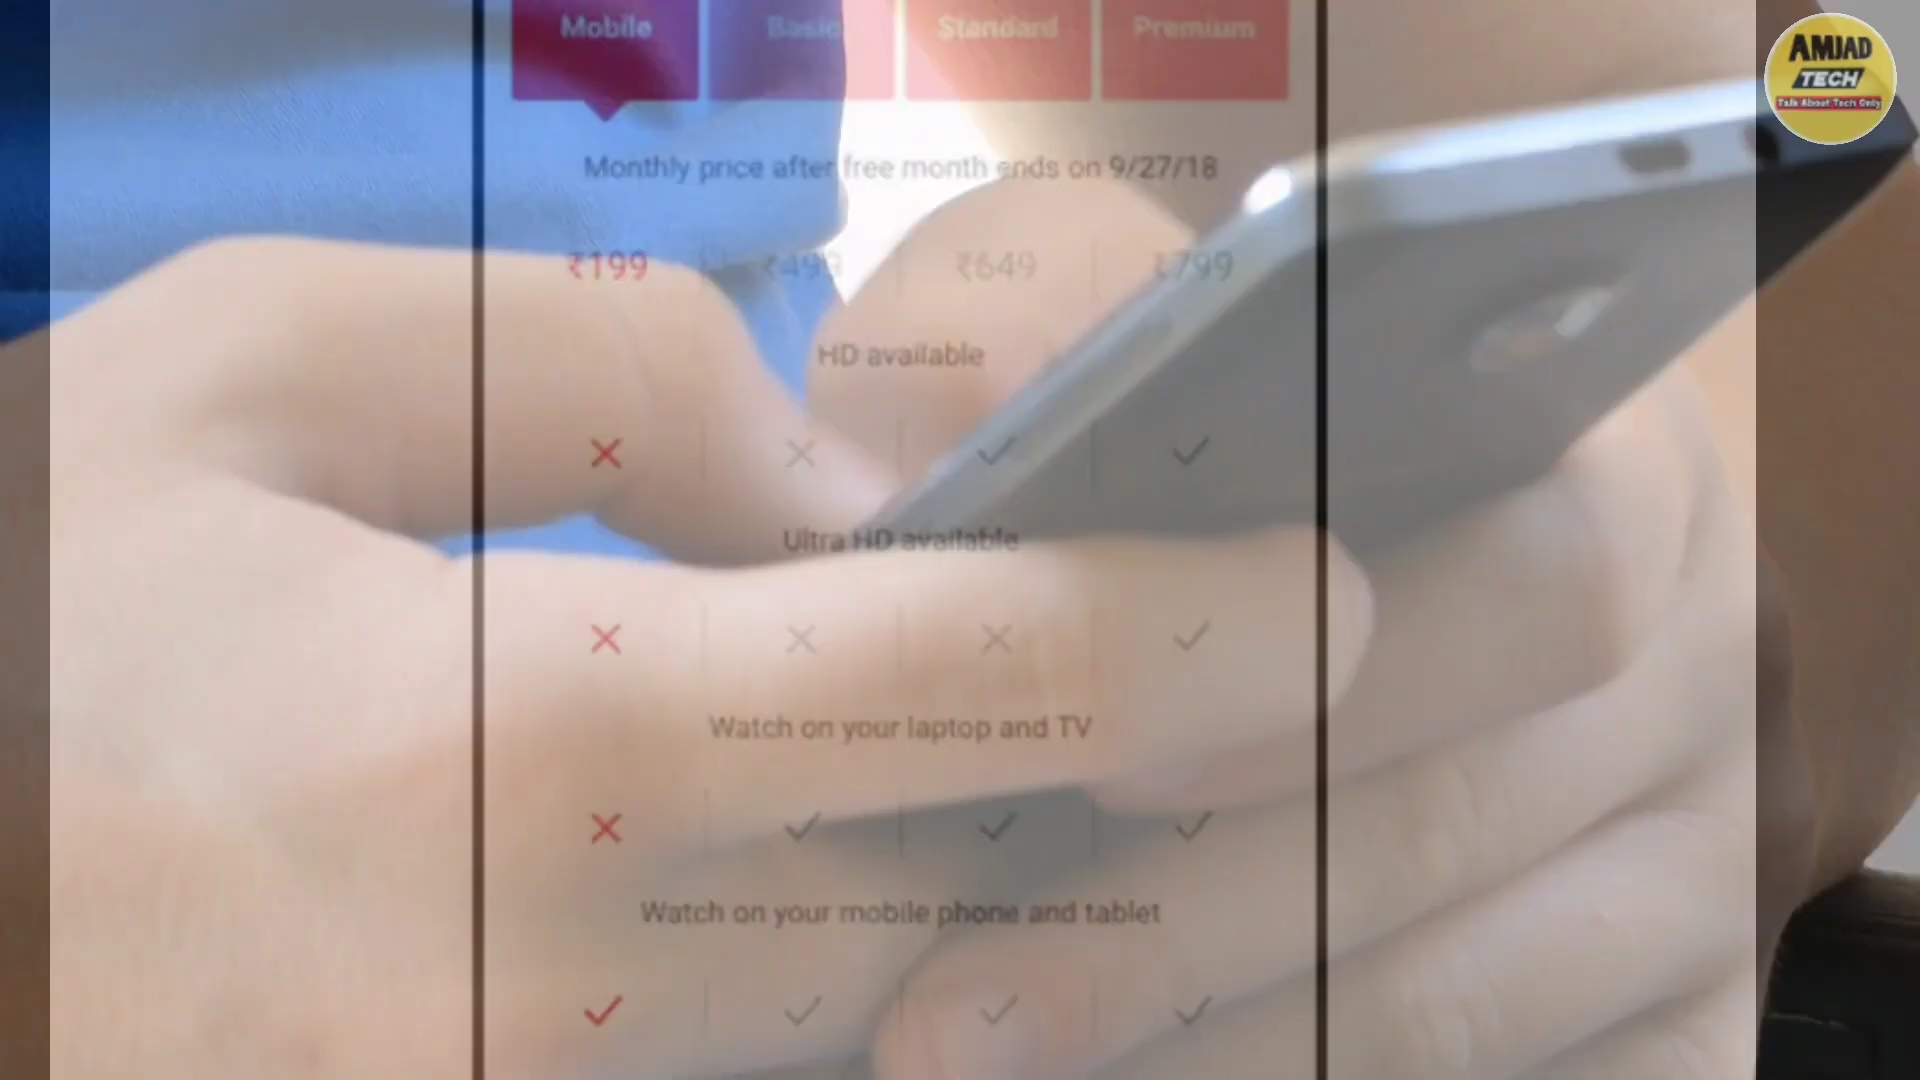 Mobile Basic Standard Premium
Monthly price after free month ends on 9/27/18
₹199 ₹499 ₹649 ₹799
HD available
Ultra HD available
Watch on your laptop and TV
Watch on your mobile phone and tablet
AMJAD
TECH
Talk About Tech Only